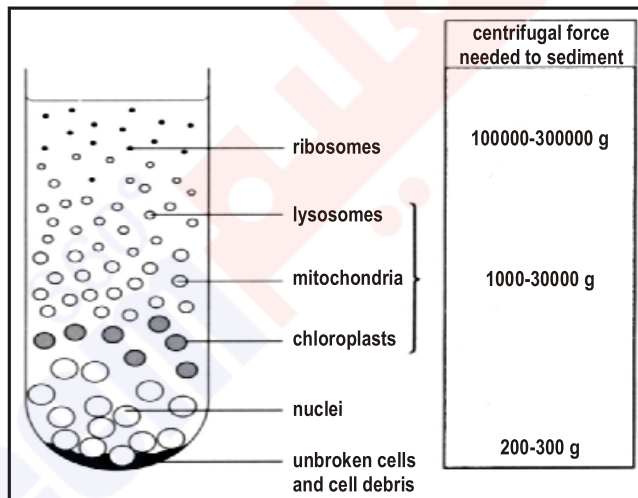 centrifugal force
needed to sediment
ribosomes
100000-300000 g
lysosomes
mitochondria
1000-30000 g
chloroplasts
nuclei
200-300 g
unbroken cells
and cell debris